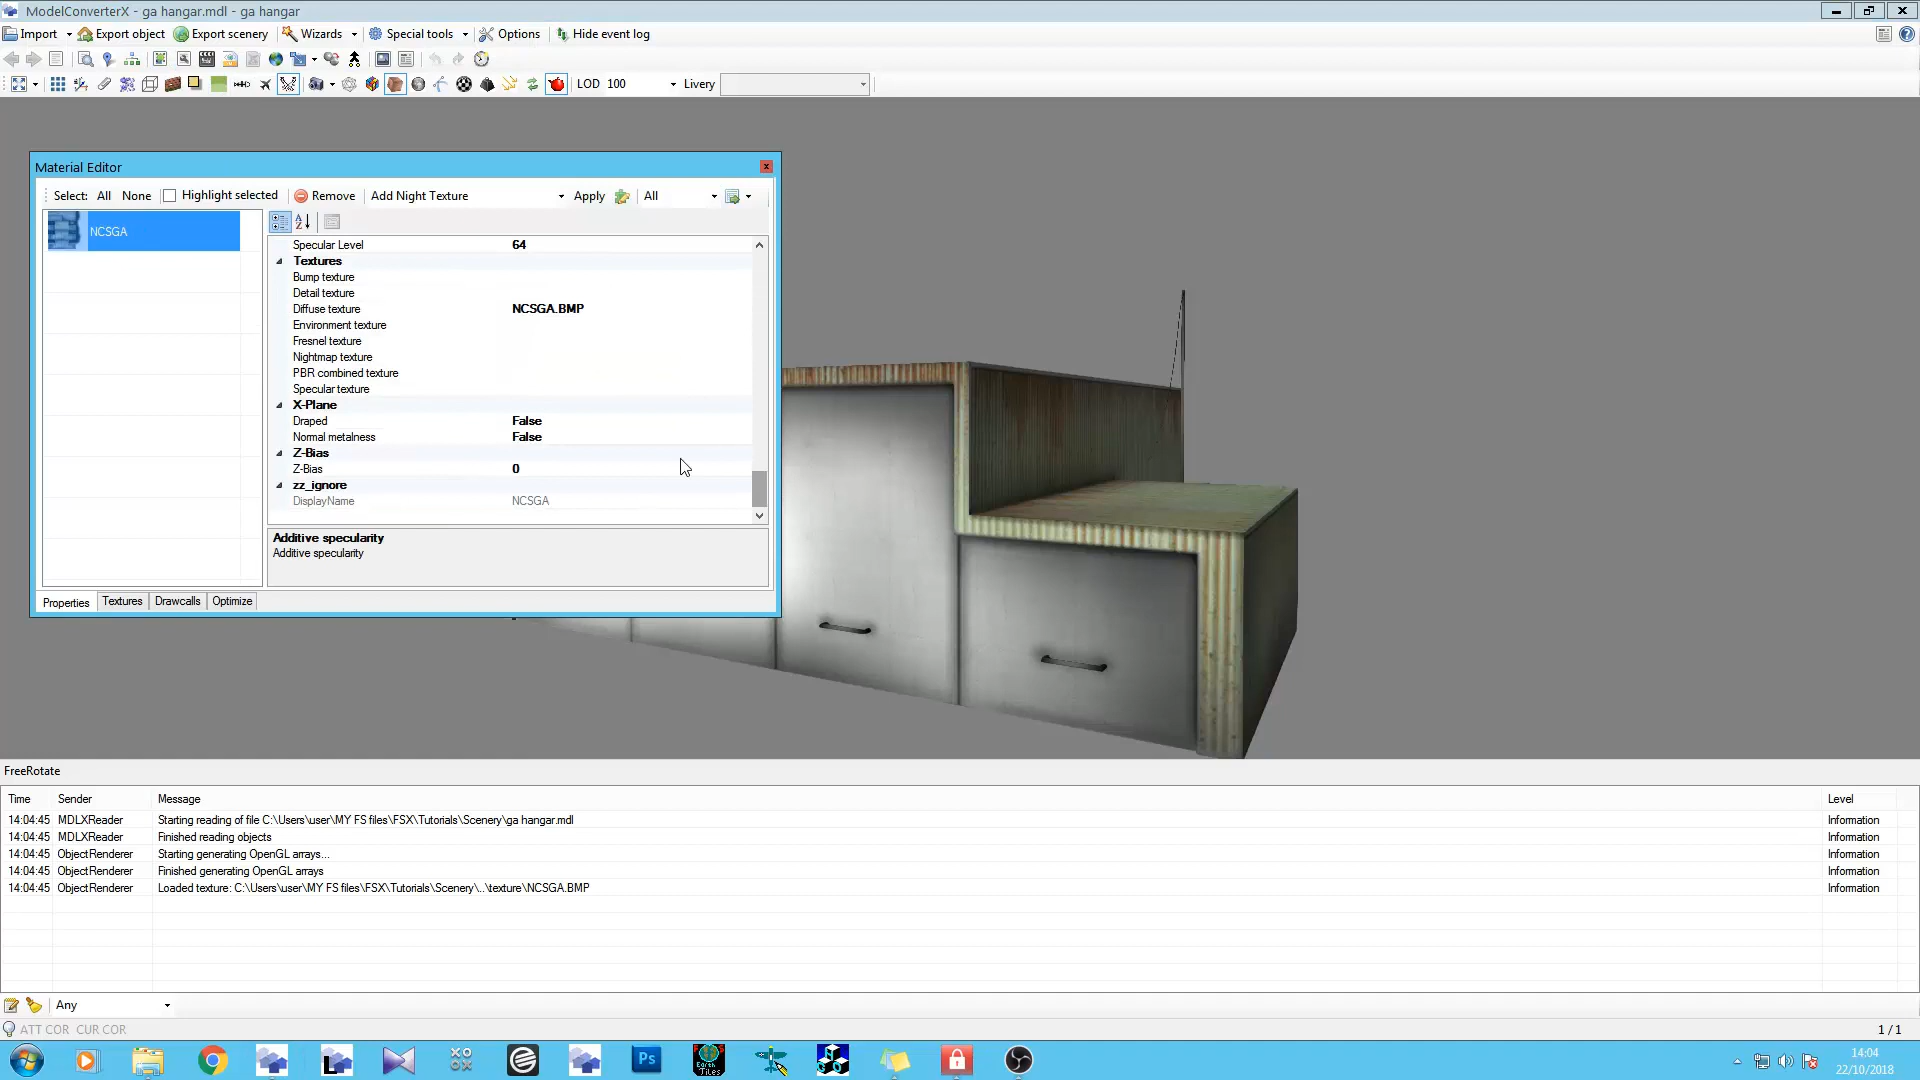 ModelConverterX - ga hangar.mdl - ga hangar
Import Export object Export scenery Wizards Special tools Options Hide event log
LOD 100 Livery
Material Editor
Select: All None Highlight selected Remove Add Night Texture Apply All
NCSGA
Specular Level 64
Textures
Bump texture
Detail texture
Diffuse texture NCSGA.BMP
Environment texture
Fresnel texture
Nightmap texture
PBR combined texture
Specular texture
X-Plane
Draped False
Normal metalness False
Z-Bias
Z-Bias 0
zz_ignore
DisplayName NCSGA
Additive specularity
Additive specularity
Properties Textures Drawcalls Optimize
FreeRotate
Time Sender Message Level
14:04:45 MDLXReader Starting reading of file C:\Users\user\MY FS files\FSX\Tutorials\Scenery\ga hangar.mdl Information
14:04:45 MDLXReader Finished reading objects Information
14:04:45 ObjectRenderer Starting generating OpenGL arrays... Information
14:04:45 ObjectRenderer Finished generating OpenGL arrays Information
14:04:45 ObjectRenderer Loaded texture: C:\Users\user\MY FS files\FSX\Tutorials\Scenery\..\texture\NCSGA.BMP Information
Any
ATT COR CUR COR 1 / 1
L Ps Earth Tiles
14:04
22/10/2018